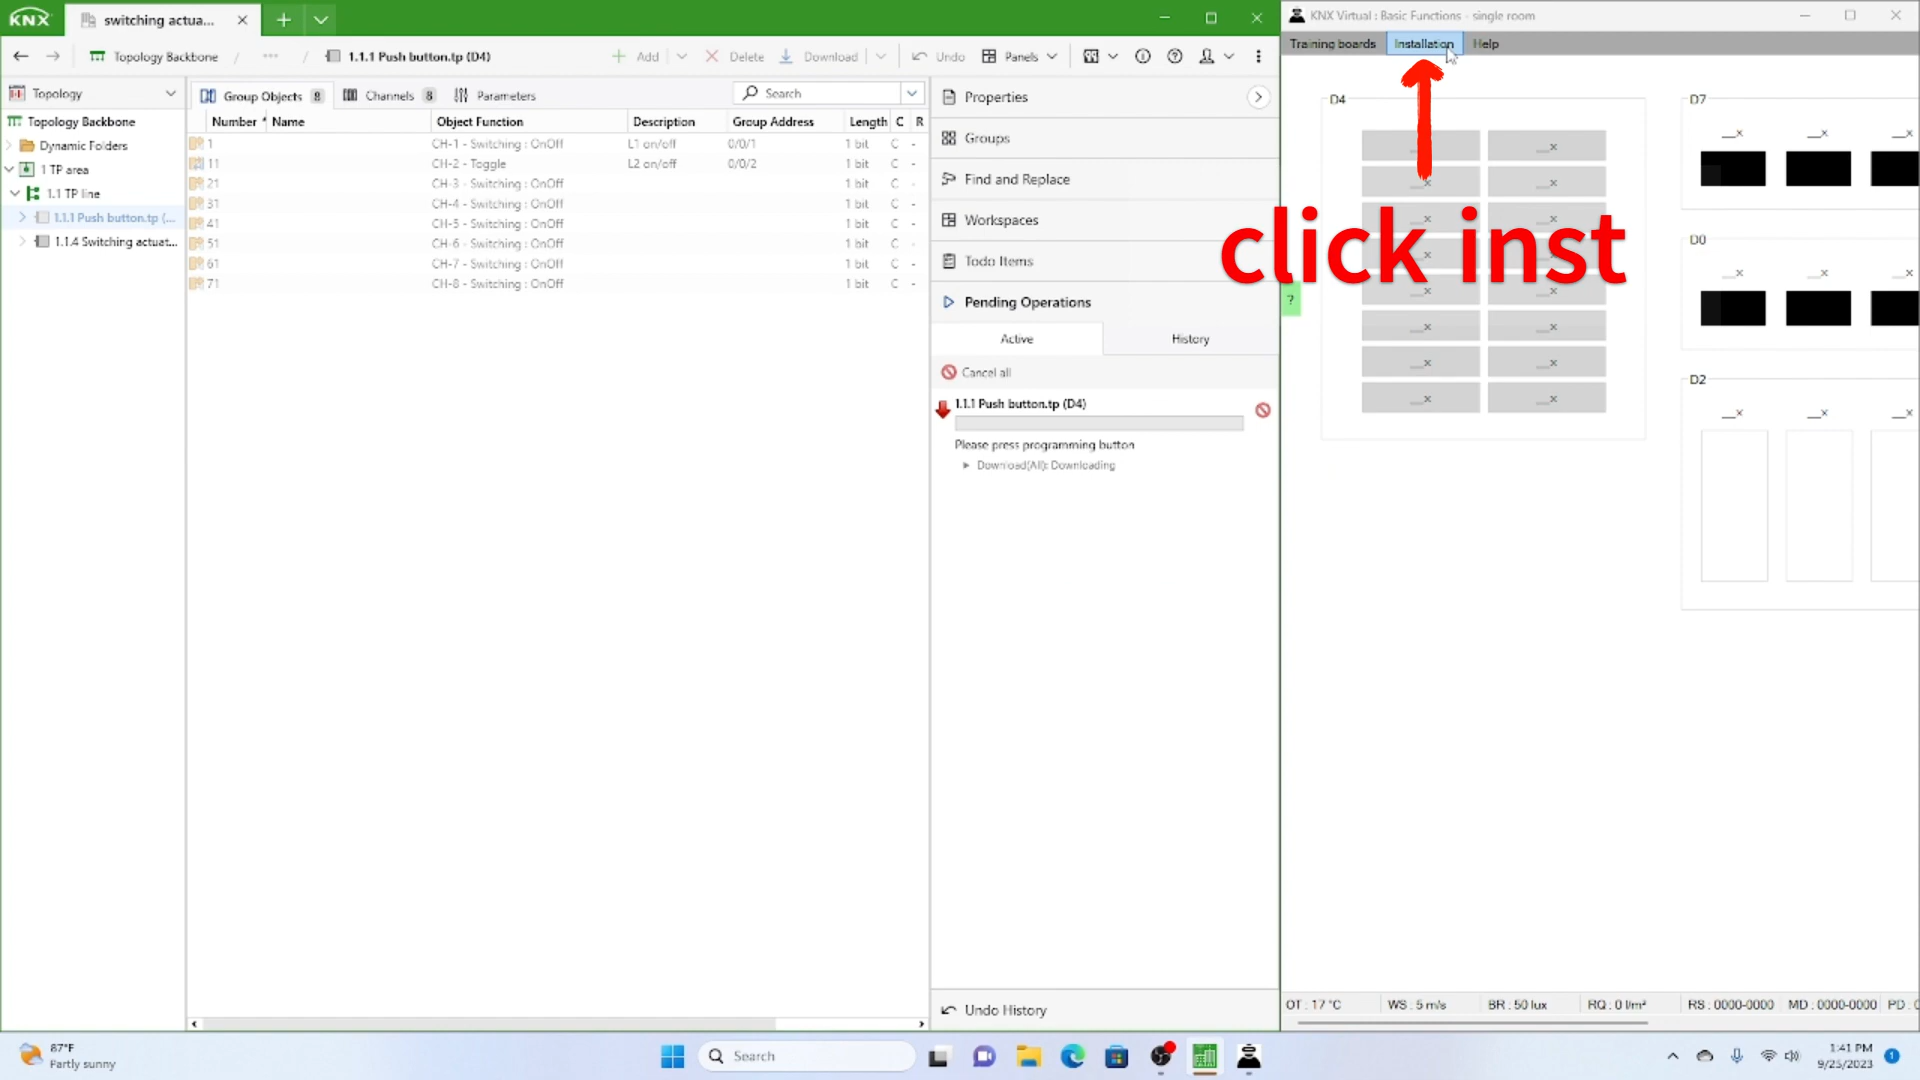 KNX
switching actua...
Topology Backbone / ... / 1.1.1 Push button.tp (D4)
Add Delete Download Undo Panels
Topology
Topology Backbone
Dynamic Folders
1 TP area
1.1 TP line
1.1.1 Push button.tp (...
1.1.4 Switching actuat...
Group Objects 8 Channels 8 Parameters Search
Number Name Object Function Description Group Address Length C R
1 CH-1 - Switching : OnOff L1 on/off 0/0/1 1 bit C -
11 CH-2 - Toggle L2 on/off 0/0/2 1 bit C -
21 CH-3 - Switching : OnOff 1 bit C -
31 CH-4 - Switching : OnOff 1 bit C -
41 CH-5 - Switching : OnOff 1 bit C -
51 CH-6 - Switching : OnOff 1 bit C -
61 CH-7 - Switching : OnOff 1 bit C -
71 CH-8 - Switching : OnOff 1 bit C -
Properties
Groups
Find and Replace
Workspaces
Todo Items
Pending Operations
Active History
Cancel all
1.1.1 Push button.tp (D4)
Please press programming button
Download(All): Downloading
Undo History
KNX Virtual : Basic Functions - single room
Training boards Installation Help
D4
D7
D0
D2
click inst
?
OT : 17 °C WS : 5 m/s BR : 50 lux RQ : 0 l/m² RS : 0000-0000 MD : 0000-0000 PD : 0
87°F
Partly sunny
Search
1:41 PM
9/25/2023
1